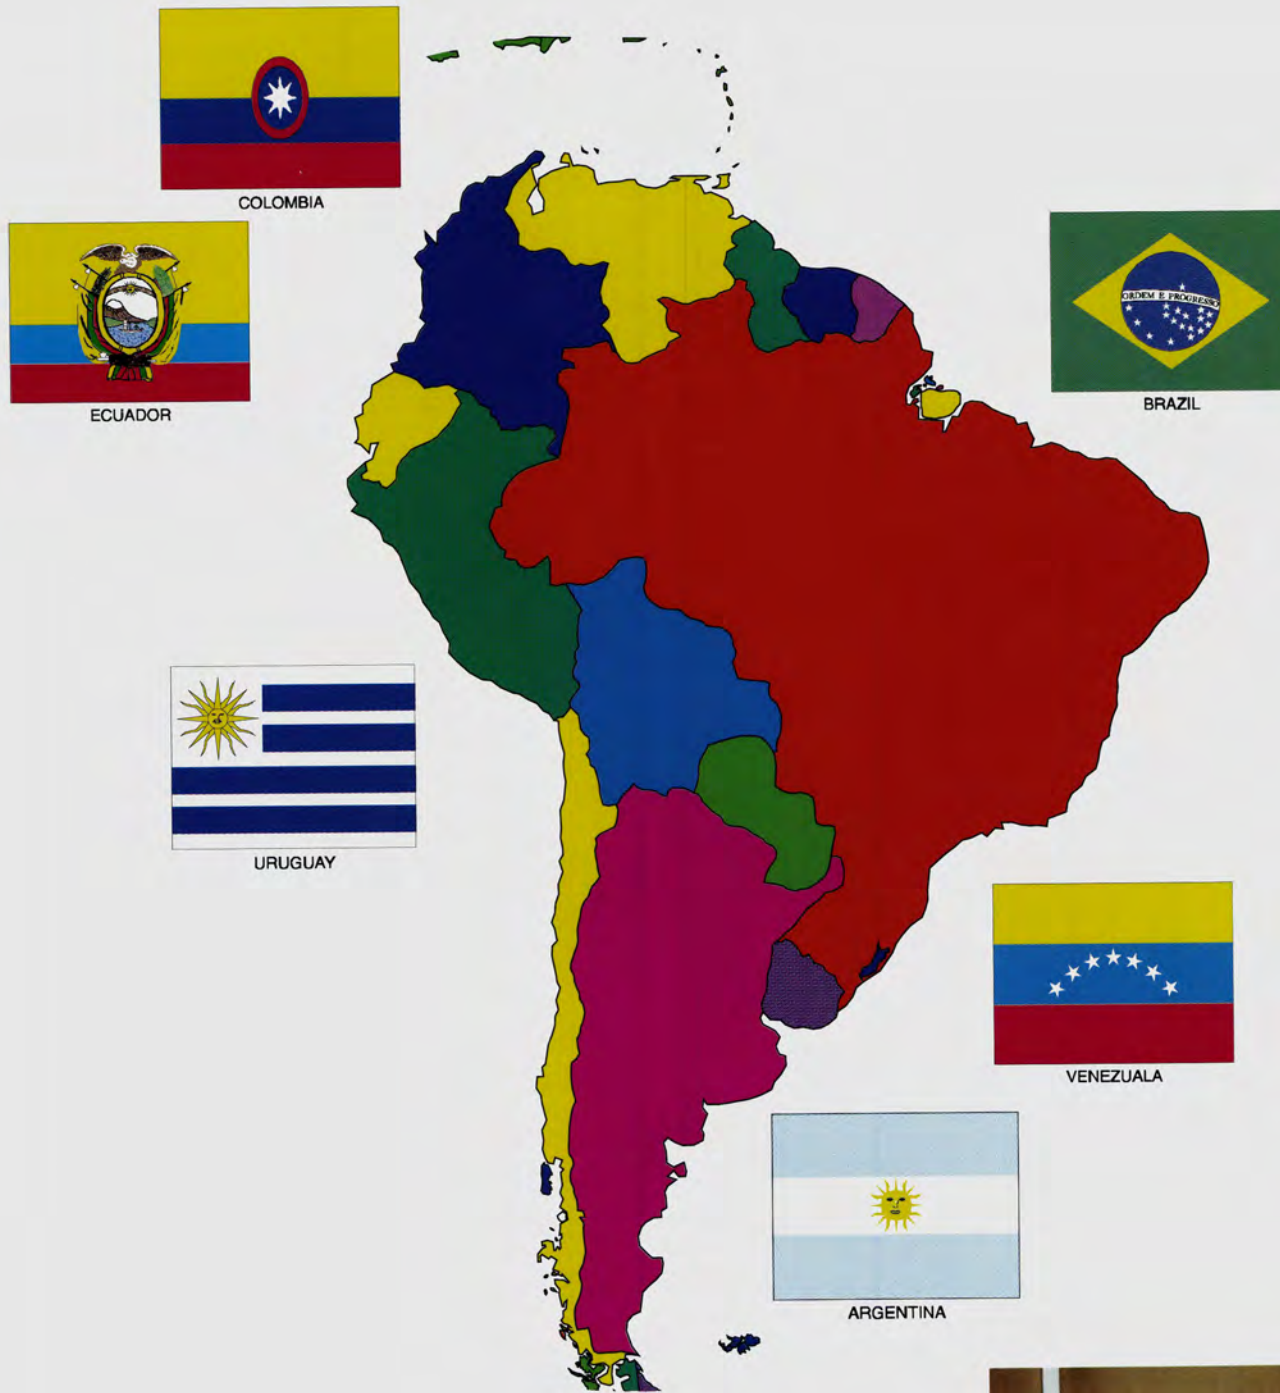 COLOMBIA
ECUADOR
ORDEM E PROGRESSO
BRAZIL
URUGUAY
VENEZUALA
ARGENTINA